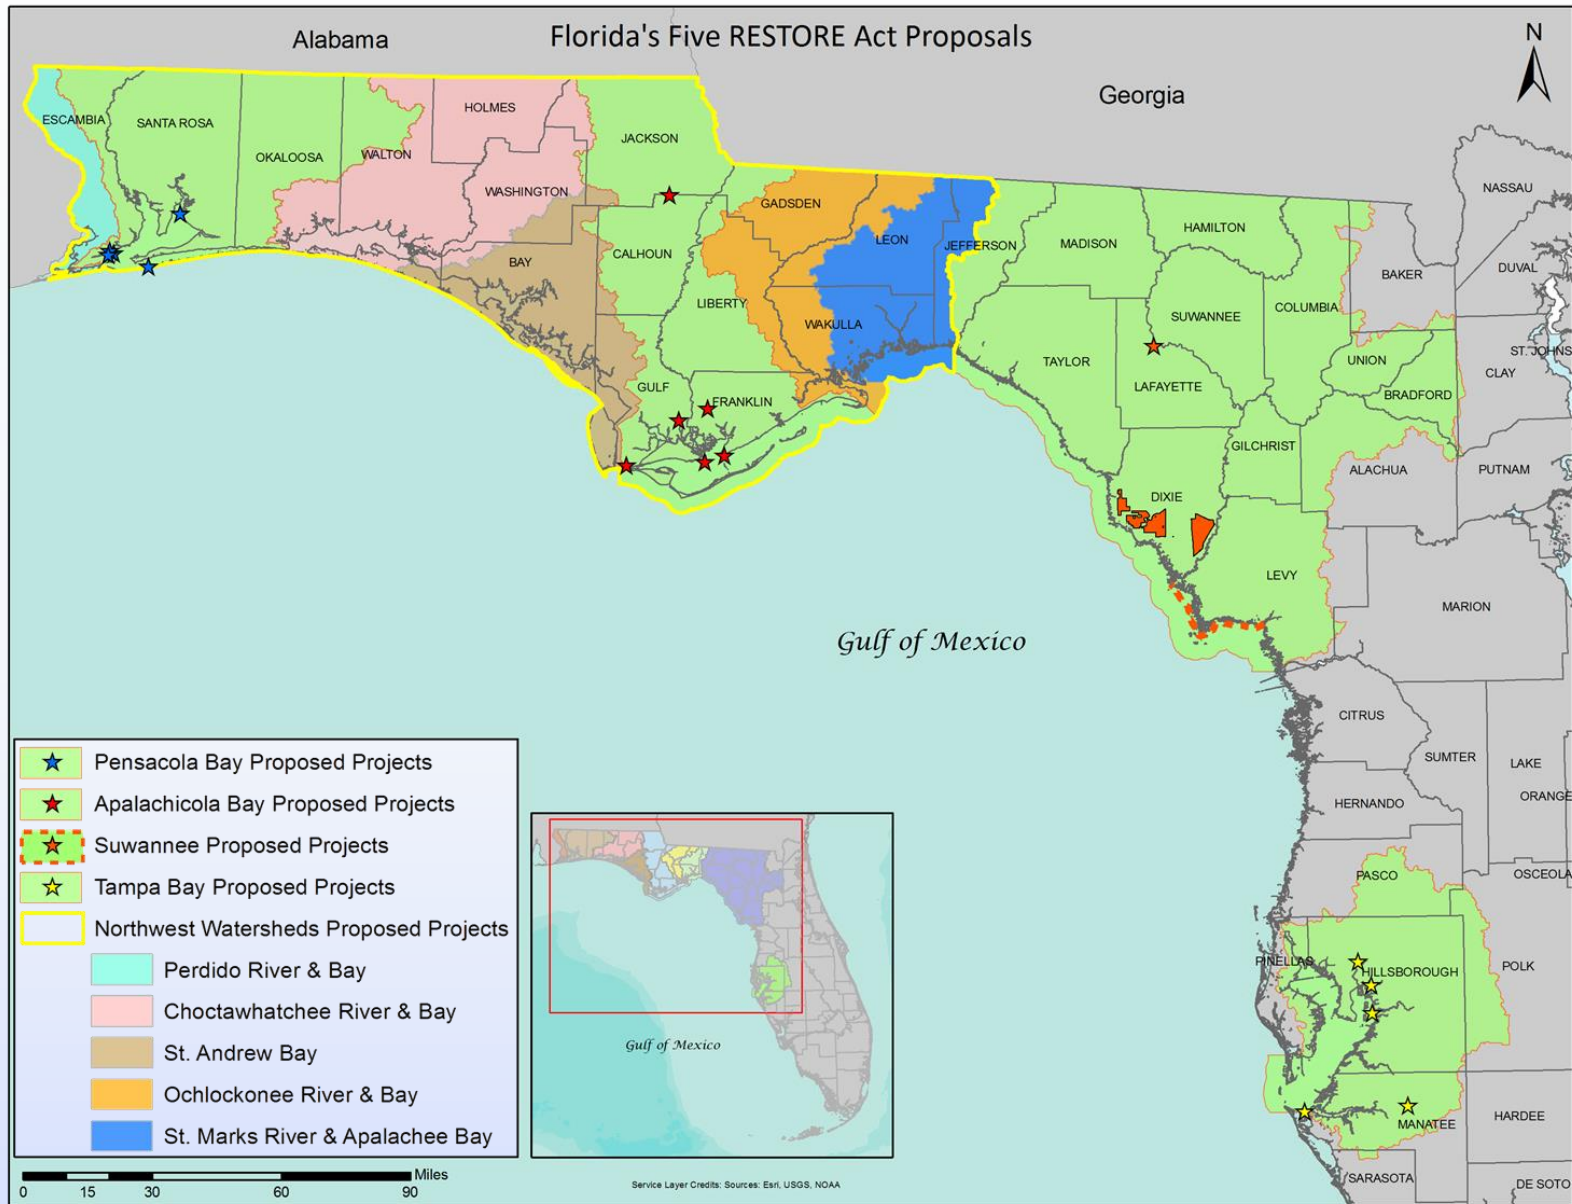 Florida's Five RESTORE Act Proposals
Alabama
Georgia
N
ESCAMBIA
SANTA ROSA
OKALOOSA
WALTON
HOLMES
WASHINGTON
JACKSON
BAY
CALHOUN
GULF
LIBERTY
FRANKLIN
GADSDEN
LEON
WAKULLA
JEFFERSON
MADISON
HAMILTON
TAYLOR
LAFAYETTE
SUWANNEE
COLUMBIA
BAKER
NASSAU
DUVAL
ST. JOHNS
CLAY
UNION
BRADFORD
GILCHRIST
ALACHUA
PUTNAM
DIXIE
LEVY
MARION
Gulf of Mexico
CITRUS
SUMTER
LAKE
ORANGE
HERNANDO
PASCO
OSCEOLA
PINELLAS
HILLSBOROUGH
POLK
MANATEE
HARDEE
SARASOTA
DE SOTO
Pensacola Bay Proposed Projects
Apalachicola Bay Proposed Projects
Suwannee Proposed Projects
Tampa Bay Proposed Projects
Northwest Watersheds Proposed Projects
Perdido River & Bay
Choctawhatchee River & Bay
St. Andrew Bay
Ochlockonee River & Bay
St. Marks River & Apalachee Bay
Gulf of Mexico
Miles
0 15 30 60 90
Service Layer Credits: Sources: Esri, USGS, NOAA